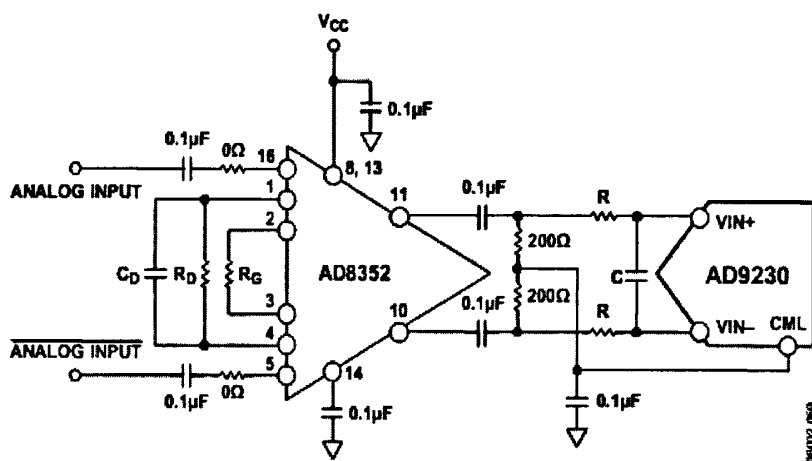 VCC
0.1µF
0.1µF
0Ω
16
8, 13
ANALOG INPUT
1
11
0.1µF
R
VIN+
2
200Ω
CD
RD
RG
AD8352
C
AD9230
200Ω
3
10
0.1µF
R
VIN–
CML
4
ANALOG INPUT
5
14
0.1µF
0Ω
0.1µF
0.1µF